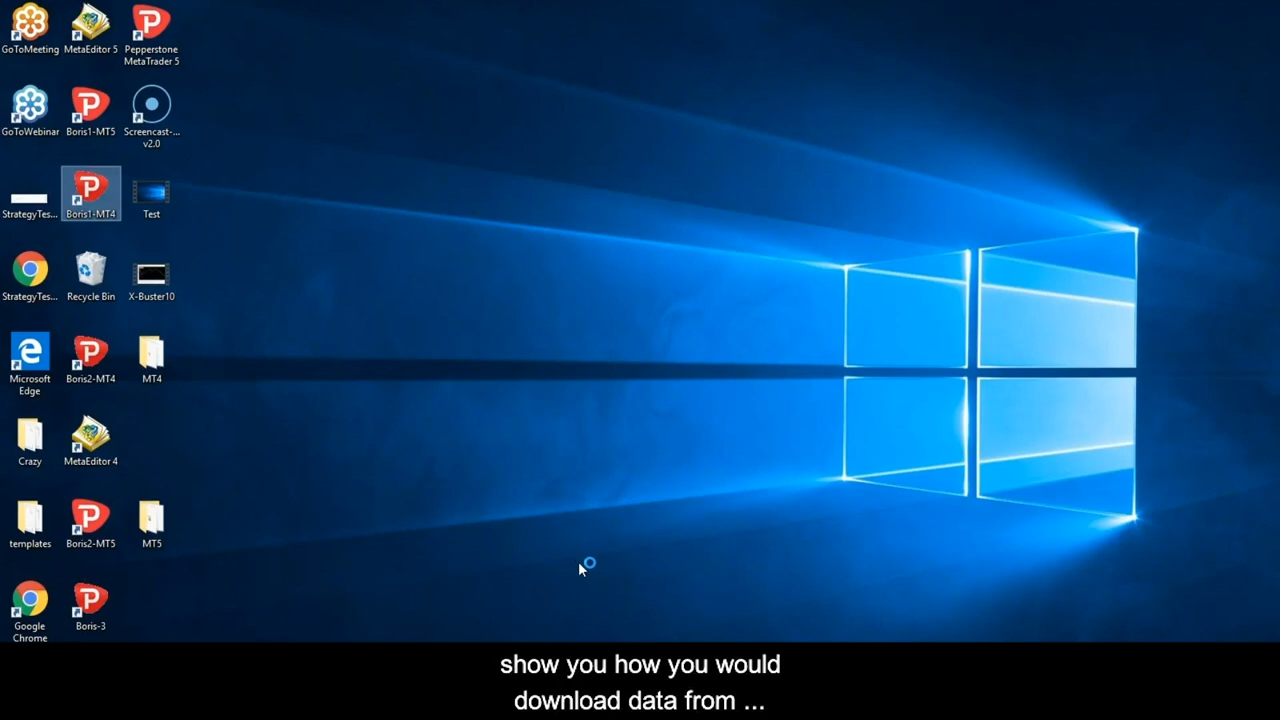 GoToMeeting
MetaEditor 5
Pepperstone
MetaTrader 5
GoToWebinar
Boris1-MT5
Screencast-...
v2.0
StrategyTes...
Boris1-MT4
Test
StrategyTes...
Recycle Bin
X-Buster10
Microsoft
Edge
Boris2-MT4
MT4
Crazy
MetaEditor 4
templates
Boris2-MT5
MT5
Google
Chrome
Boris-3
show you how you would
download data from ...